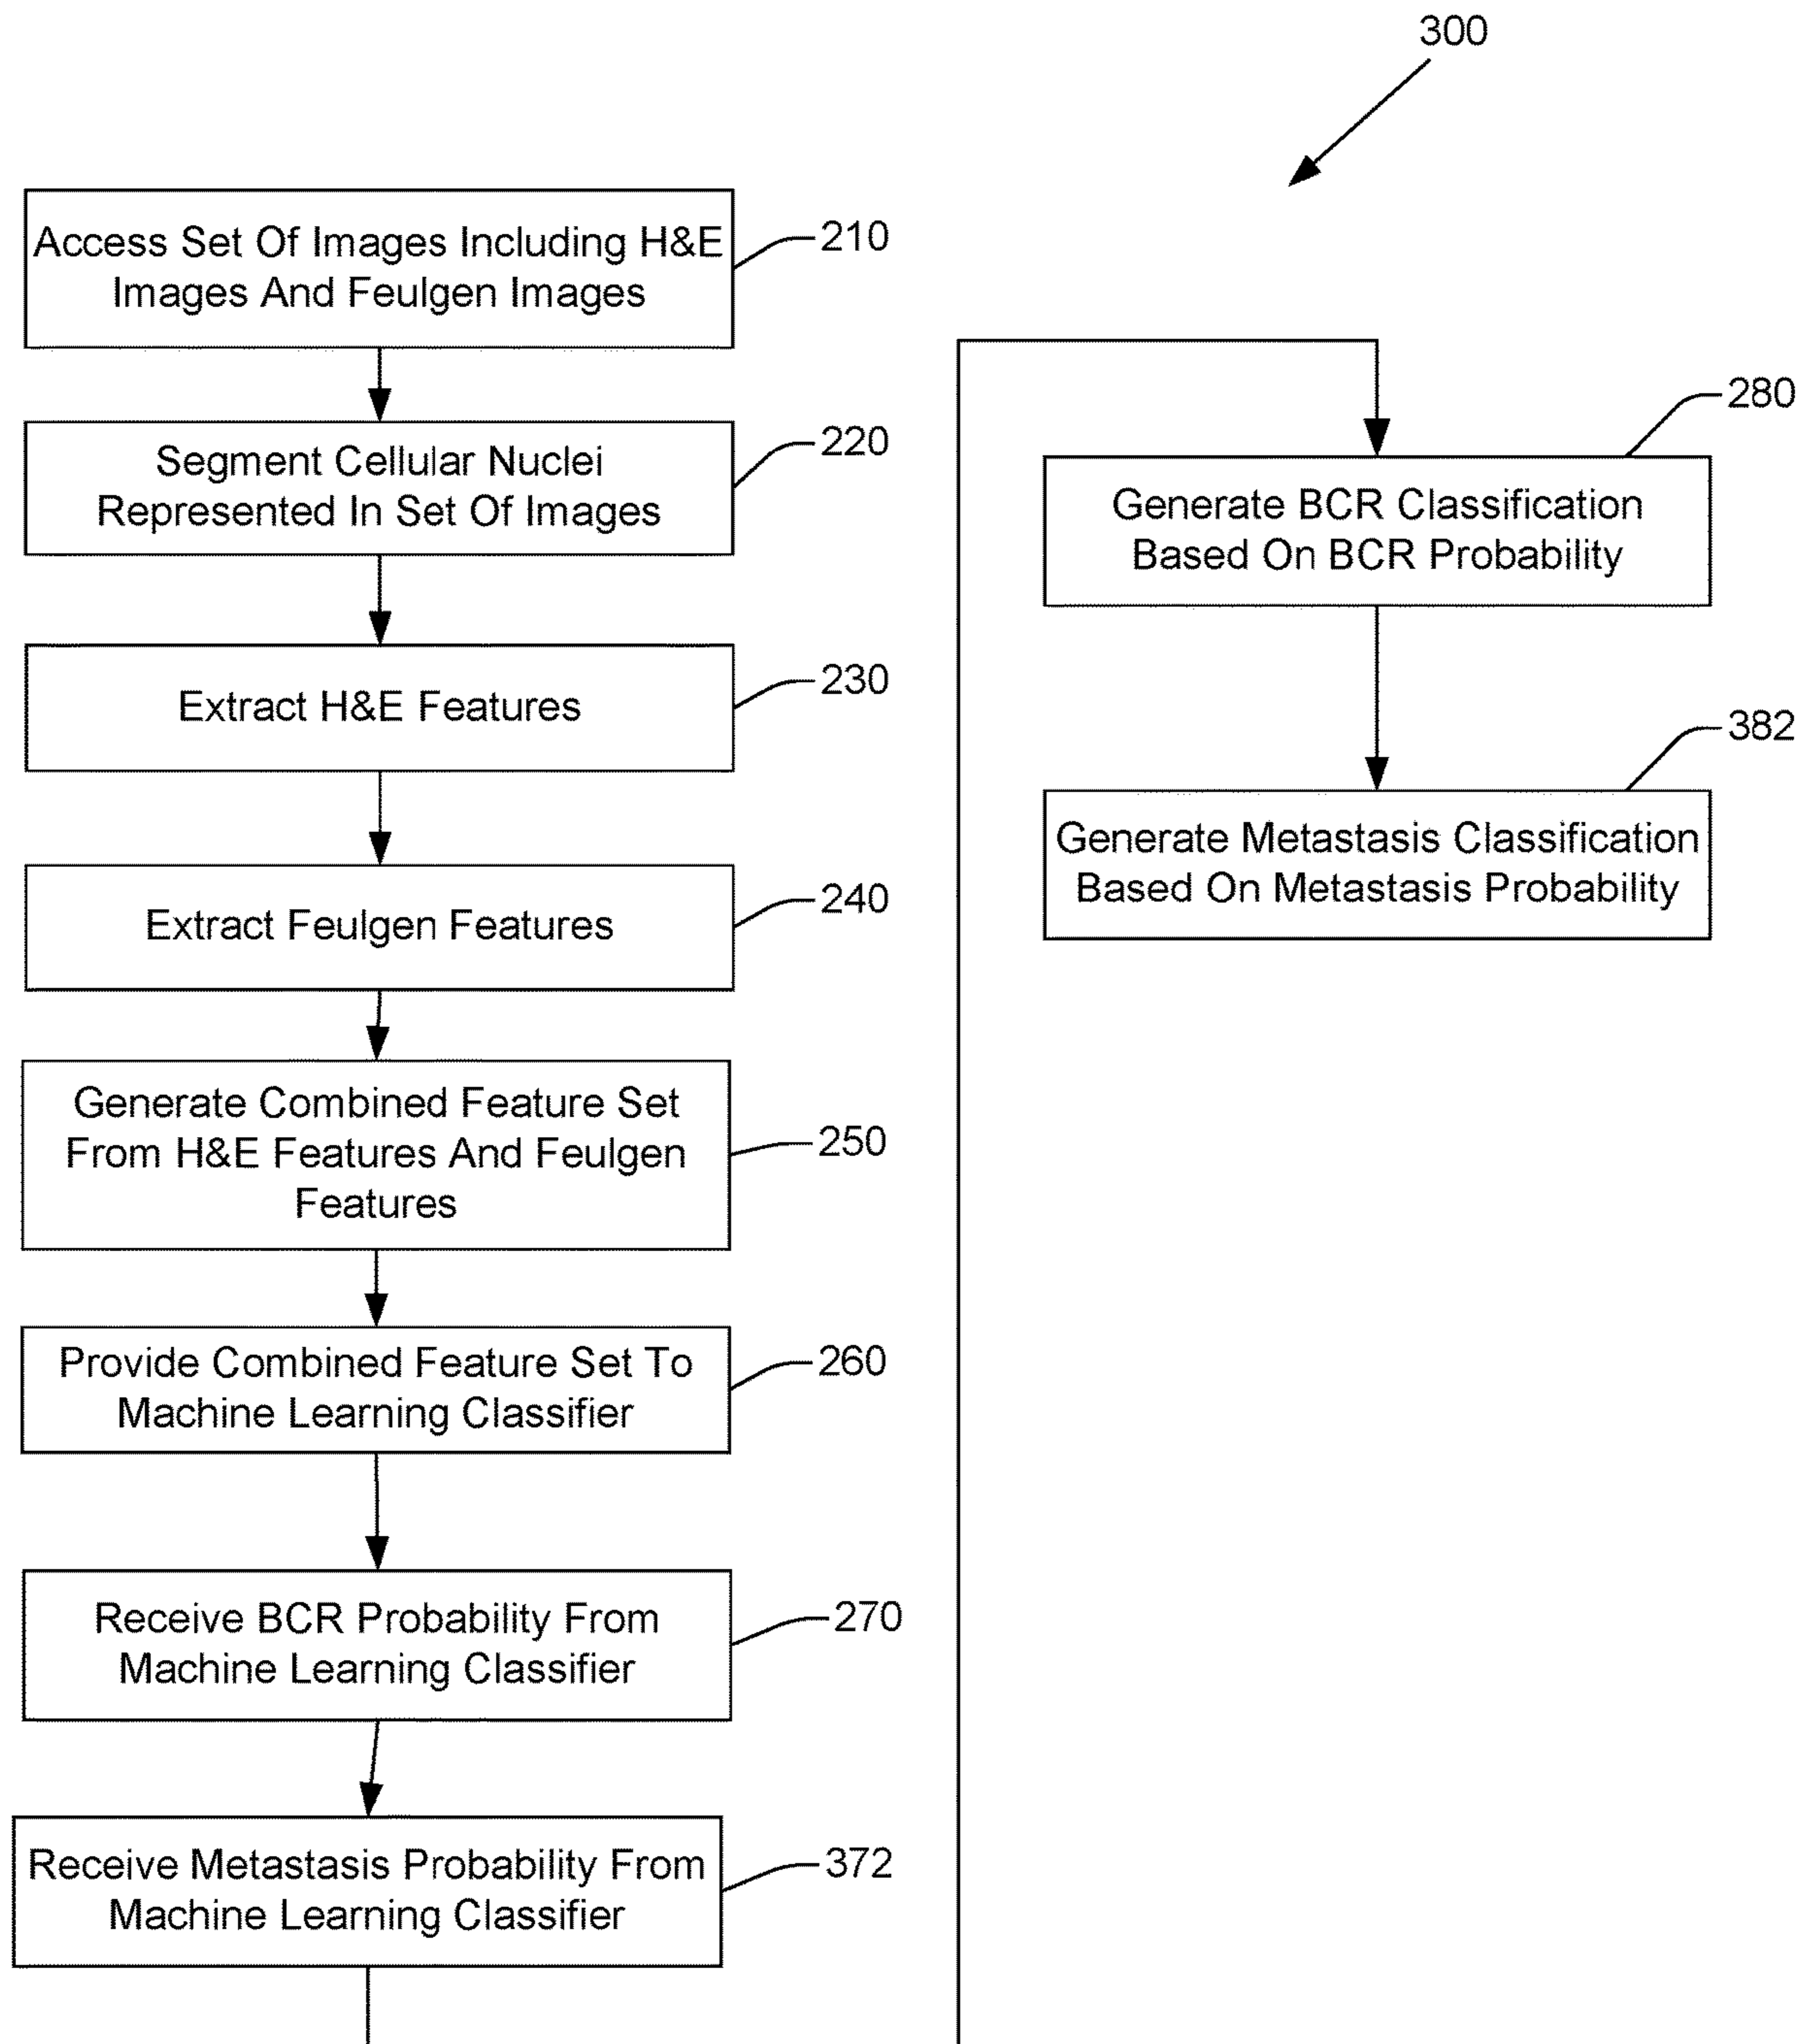 300
Access Set Of Images Including H&E
Images And Feulgen Images
210
Segment Cellular Nuclei
Represented In Set Of Images
220
Extract H&E Features
230
Extract Feulgen Features
240
Generate Combined Feature Set
From H&E Features And Feulgen
Features
250
Provide Combined Feature Set To
Machine Learning Classifier
260
Receive BCR Probability From
Machine Learning Classifier
270
Receive Metastasis Probability From
Machine Learning Classifier
372
Generate BCR Classification
Based On BCR Probability
280
Generate Metastasis Classification
Based On Metastasis Probability
382